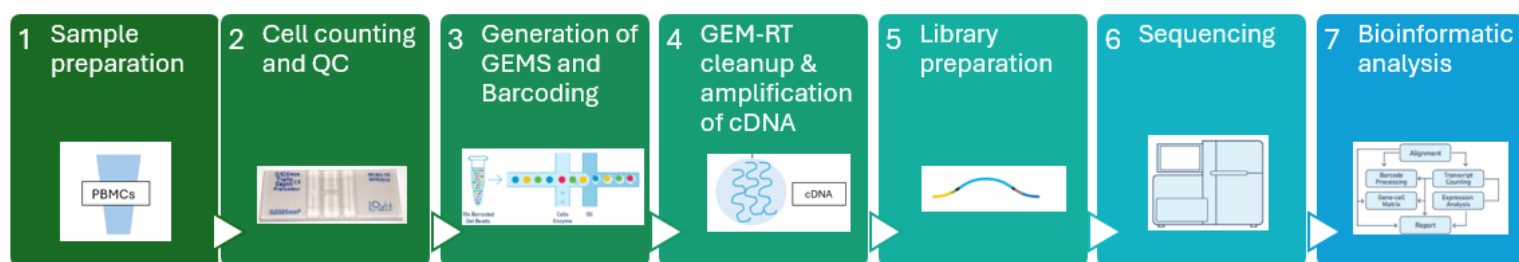 1 Sample
preparation
PBMCs
2 Cell counting
and QC
3 Generation of
GEMS and
Barcoding
10x Barcoded
Gel Beads
Cells
Enzyme
Oil
4 GEM-RT
cleanup &
amplification
of cDNA
cDNA
5 Library
preparation
6 Sequencing
7 Bioinformatic
analysis
Alignment
Barcode
Processing
Transcript
Counting
Gene-cell
Matrix
Expression
Analysis
Report